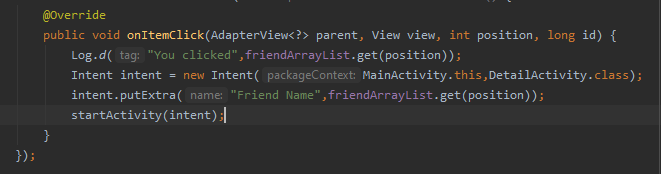 @Override
public void onItemClick(AdapterView<?> parent, View view, int position, long id) {
Log.d( tag: "You clicked",friendArrayList.get(position));
Intent intent = new Intent( packageContext: MainActivity.this,DetailActivity.class);
intent.putExtra( name: "Friend Name",friendArrayList.get(position));
startActivity(intent);
}
});